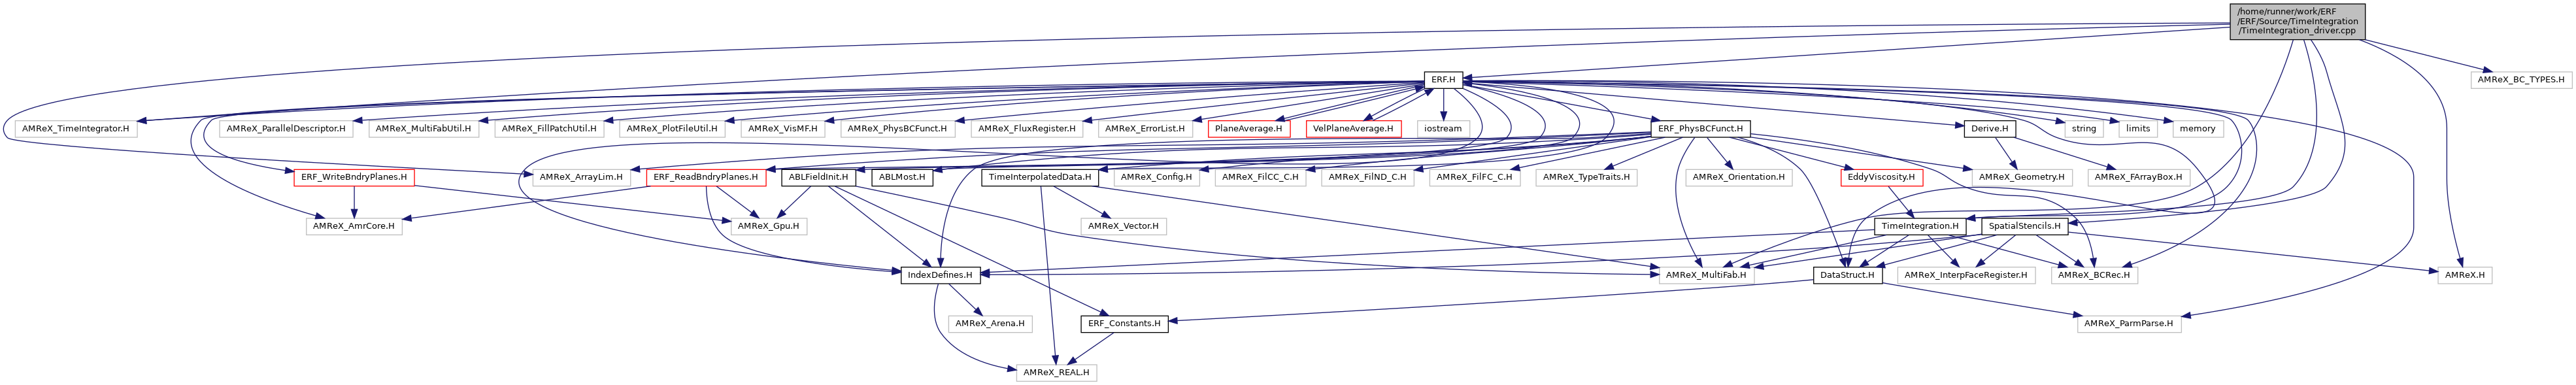 /home/runner/work/ERF
/ERF/Source/TimeIntegration
/TimeIntegration_driver.cpp
ERF.H
AMReX_BC_TYPES.H
AMReX_TimeIntegrator.H
AMReX_ParallelDescriptor.H
AMReX_MultiFabUtil.H
AMReX_FillPatchUtil.H
AMReX_PlotFileUtil.H
AMReX_VisMF.H
AMReX_PhysBCFunct.H
AMReX_FluxRegister.H
AMReX_ErrorList.H
PlaneAverage.H
VelPlaneAverage.H
iostream
ERF_PhysBCFunct.H
Derive.H
string
limits
memory
ERF_WriteBndryPlanes.H
AMReX_ArrayLim.H
ERF_ReadBndryPlanes.H
ABLFieldInit.H
ABLMost.H
TimeInterpolatedData.H
AMReX_Config.H
AMReX_FilCC_C.H
AMReX_FilND_C.H
AMReX_FilFC_C.H
AMReX_TypeTraits.H
AMReX_Orientation.H
EddyViscosity.H
AMReX_Geometry.H
AMReX_FArrayBox.H
AMReX_AmrCore.H
AMReX_Gpu.H
AMReX_Vector.H
TimeIntegration.H
SpatialStencils.H
IndexDefines.H
AMReX_MultiFab.H
DataStruct.H
AMReX_InterpFaceRegister.H
AMReX_BCRec.H
AMReX.H
AMReX_Arena.H
ERF_Constants.H
AMReX_ParmParse.H
AMReX_REAL.H